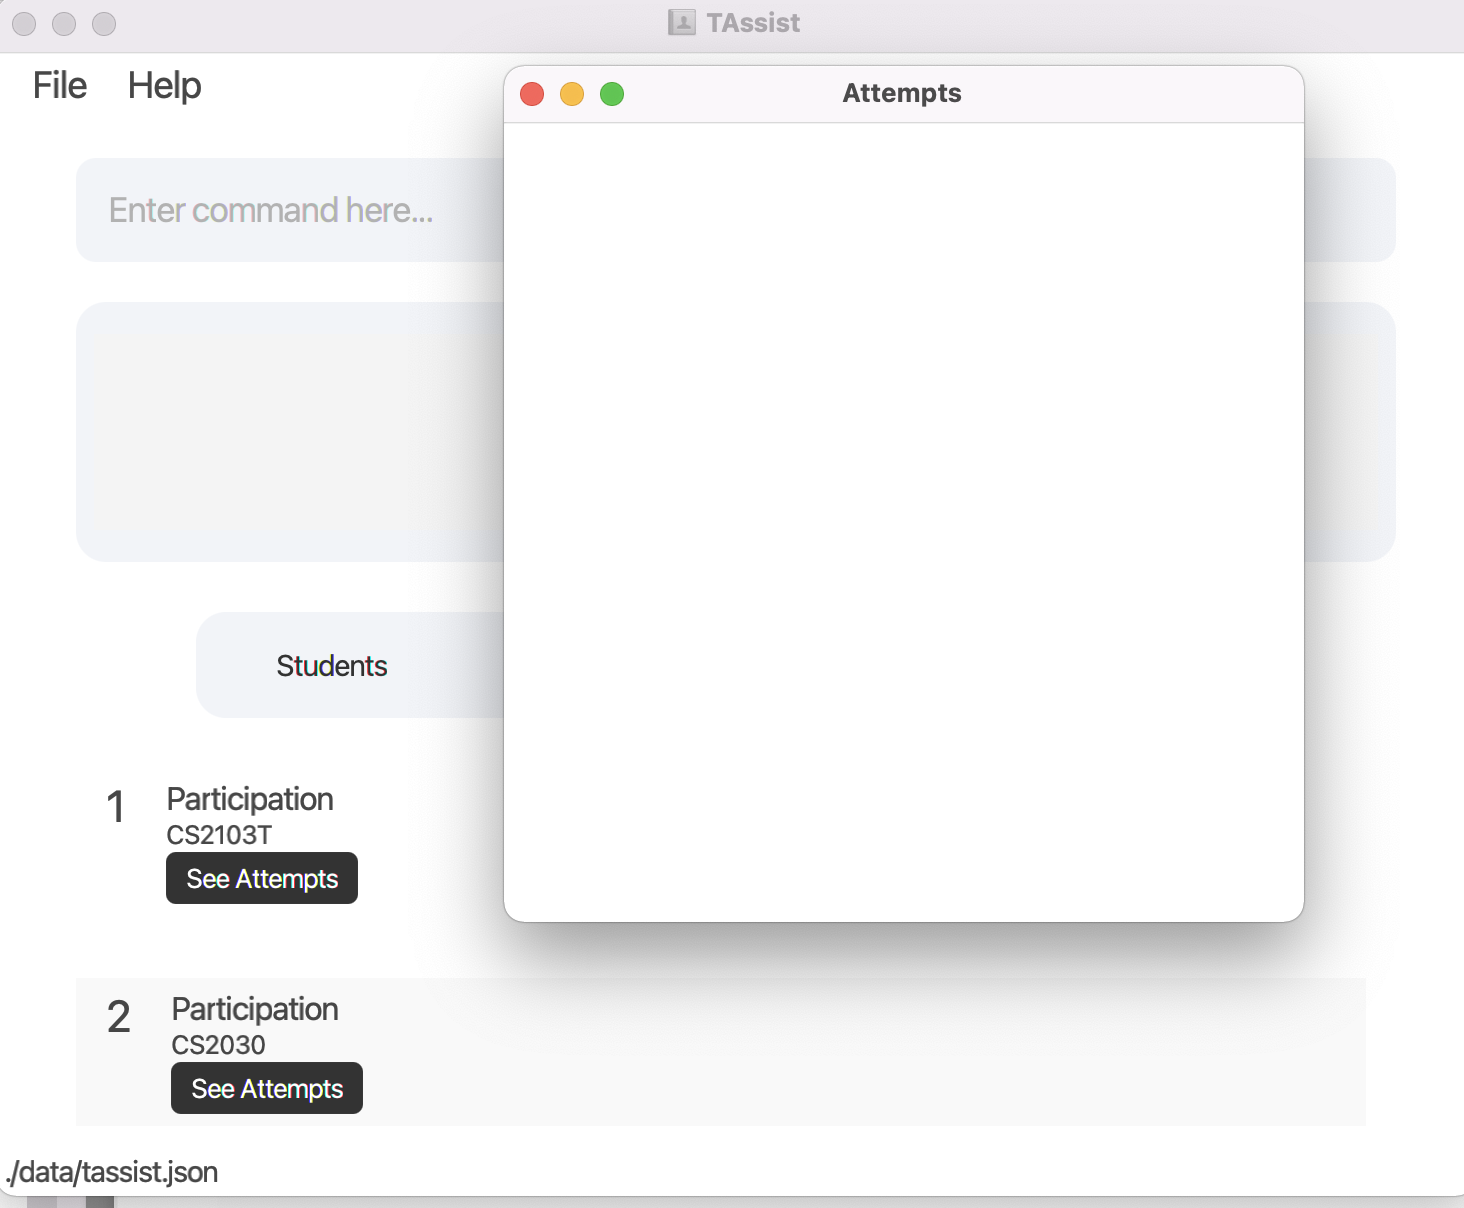 TAssist
File Help
Attempts
Enter command here...
Students
1 Participation
CS2103T
See Attempts
2 Participation
CS2030
See Attempts
./data/tassist.json